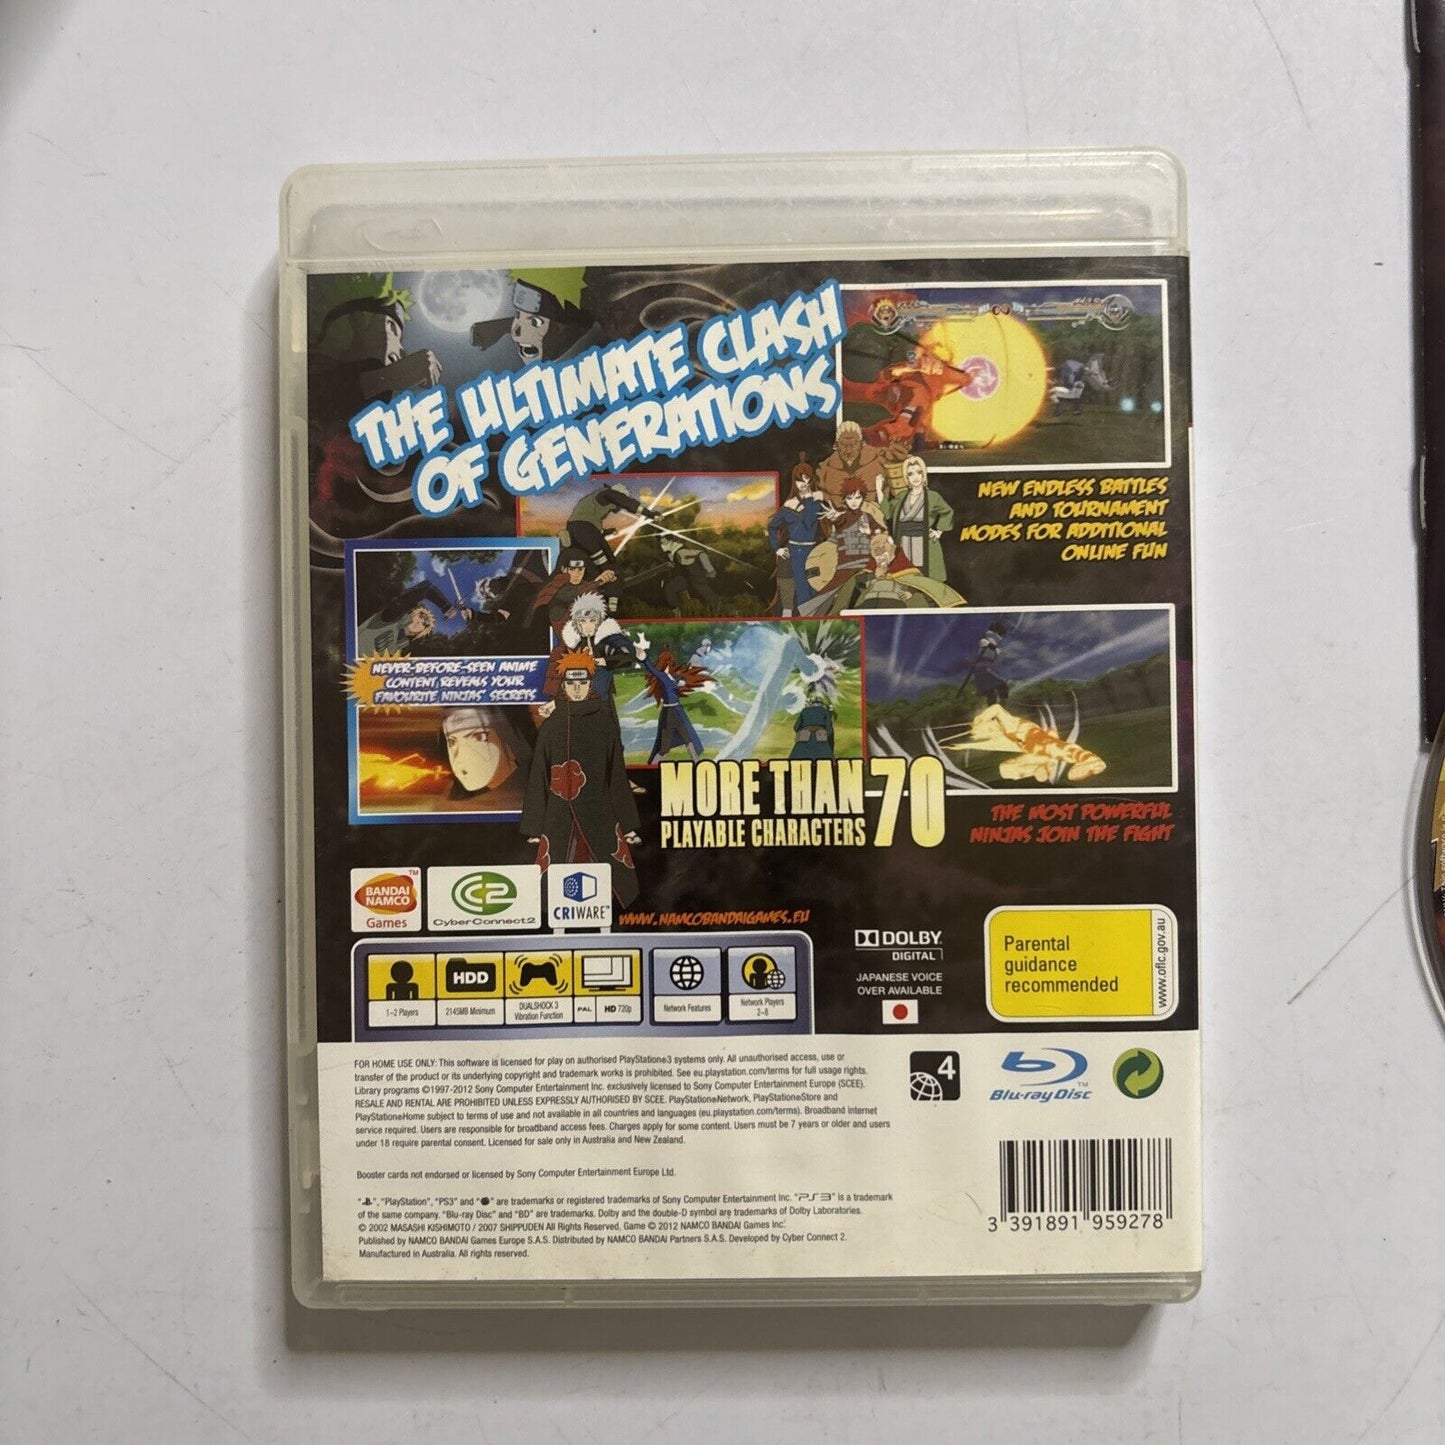 THE ULTIMATE CLASH
OF GENERATIONS
NEW ENDLESS BATTLES
AND TOURNAMENT
MODES FOR ADDITIONAL
ONLINE FUN
NEVER-BEFORE-SEEN ANIME
CONTENT REVEALS YOUR
FAVOURITE NINJAS' SECRETS
MORE THAN 70
PLAYABLE CHARACTERS
THE MOST POWERFUL
NINJAS JOIN THE FIGHT
BANDAI
NAMCO
Games
TM
CyberConnect2
CRIWARE™
WWW.NAMCOBANDAIGAMES.EU
1-2 Players
HDD
2145MB Minimum
DUALSHOCK 3
Vibration Function
PAL
HD 720p
Network Features
Network Players
2-8
DOLBY
DIGITAL
JAPANESE VOICE
OVER AVAILABLE
Parental
guidance
recommended
www.oflc.gov.au
FOR HOME USE ONLY: This software is licensed for play on authorised PlayStation®3 systems only. All unauthorised access, use or
transfer of the product or its underlying copyright and trademark works is prohibited. See eu.playstation.com/terms for full usage rights.
Library programs ©1997-2012 Sony Computer Entertainment Inc. exclusively licensed to Sony Computer Entertainment Europe (SCEE).
RESALE AND RENTAL ARE PROHIBITED UNLESS EXPRESSLY AUTHORISED BY SCEE. PlayStation®Network, PlayStation®Store and
PlayStation®Home subject to terms of use and not available in all countries and languages (eu.playstation.com/terms). Broadband internet
service required. Users are responsible for broadband access fees. Charges apply for some content. Users must be 7 years or older and users
under 18 require parental consent. Licensed for sale only in Australia and New Zealand.
4
Blu-ray Disc™
Booster cards not endorsed or licensed by Sony Computer Entertainment Europe Ltd.
" ", "PlayStation", "PS3" and " " are trademarks or registered trademarks of Sony Computer Entertainment Inc. "PS3" is a trademark
of the same company. "Blu-ray Disc" and "BD" are trademarks. Dolby and the double-D symbol are trademarks of Dolby Laboratories.
© 2002 MASASHI KISHIMOTO / 2007 SHIPPUDEN All Rights Reserved. Game © 2012 NAMCO BANDAI Games Inc.
Published by NAMCO BANDAI Games Europe S.A.S. Distributed by NAMCO BANDAI Partners S.A.S. Developed by Cyber Connect 2.
Manufactured in Australia. All rights reserved.
3 391891 959278